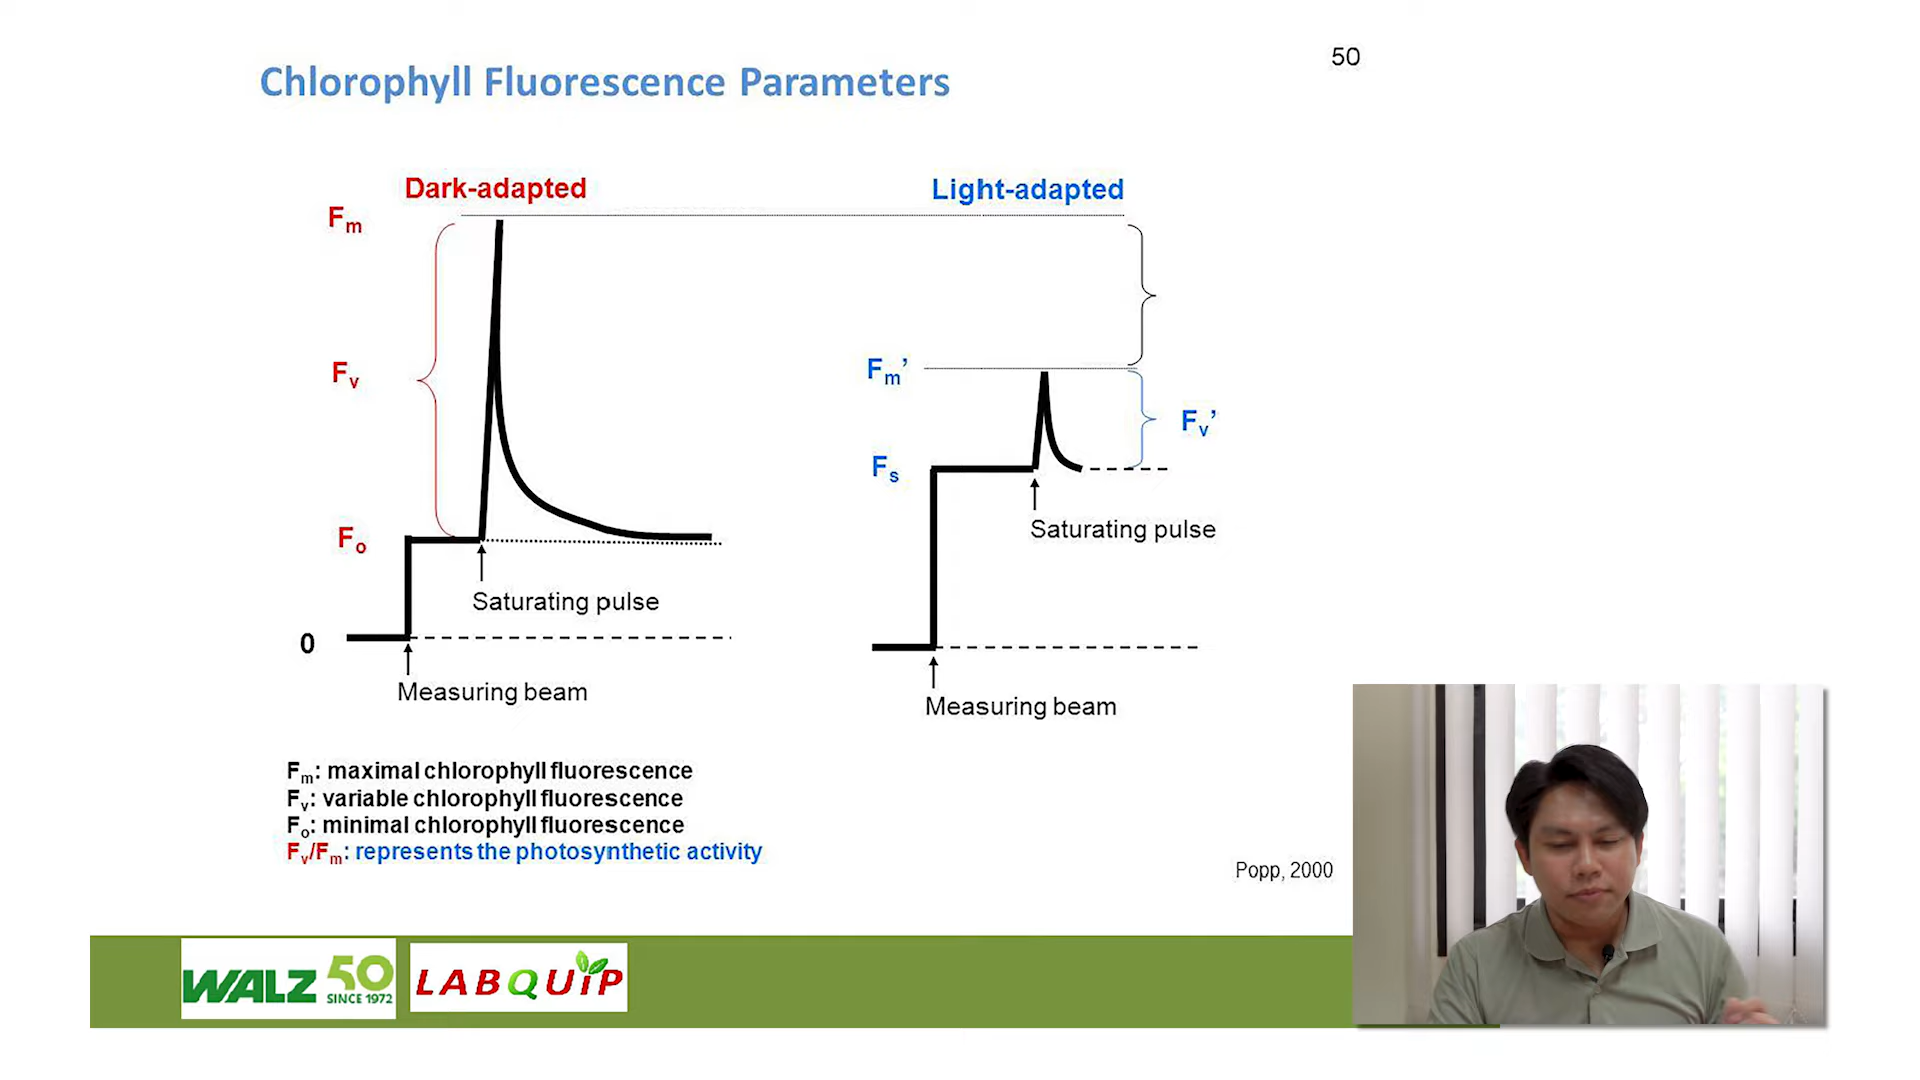 50
Chlorophyll Fluorescence Parameters
Dark-adapted
Light-adapted
Fm
Fv
Fo
0
Saturating pulse
Measuring beam
Fm’
Fv’
Fs
Saturating pulse
Measuring beam
Fm: maximal chlorophyll fluorescence
Fv: variable chlorophyll fluorescence
Fo: minimal chlorophyll fluorescence
Fv/Fm: represents the photosynthetic activity
Popp, 2000
WALZ 50
SINCE 1972
LABQUiP